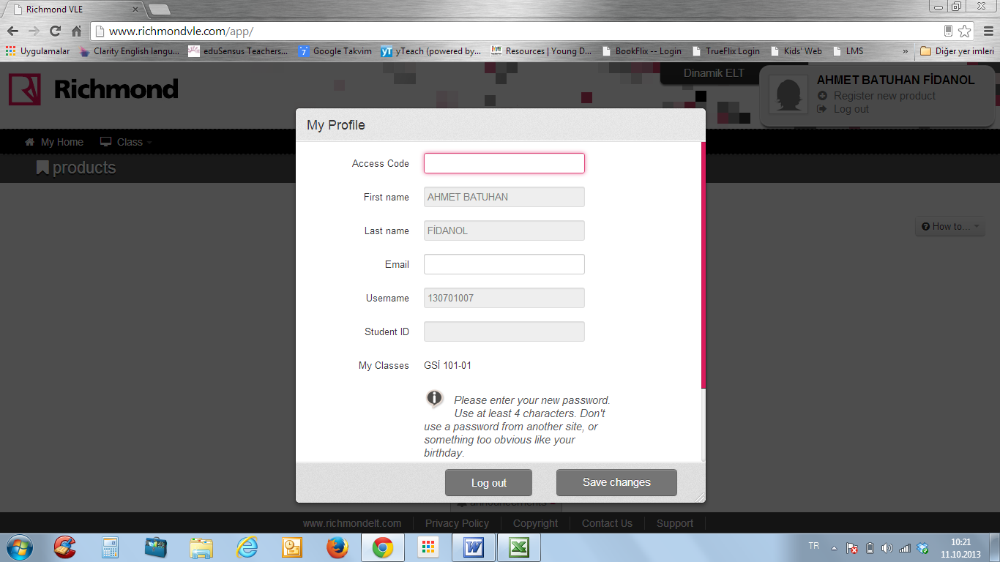 Richmond VLE
www.richmondvle.com/app/
Uygulamalar Clarity English langu... eduSensus Teachers... 7 Google Takvim yT yTeach (powered by... Resources | Young D... BookFlix -- Login TrueFlix Login Kids' Web LMS » Diğer yer imleri
Richmond
Dinamik ELT
AHMET BATUHAN FİDANOL
Register new product
Log out
My Home Class
products
How to...
My Profile
Access Code
First name AHMET BATUHAN
Last name FİDANOL
Email
Username 130701007
Student ID
My Classes GSİ 101-01
Please enter your new password.
Use at least 4 characters. Don't
use a password from another site, or
something too obvious like your
birthday.
Log out Save changes
announcements
www.richmondelt.com Privacy Policy Copyright Contact Us Support
TR
10:21
11.10.2013